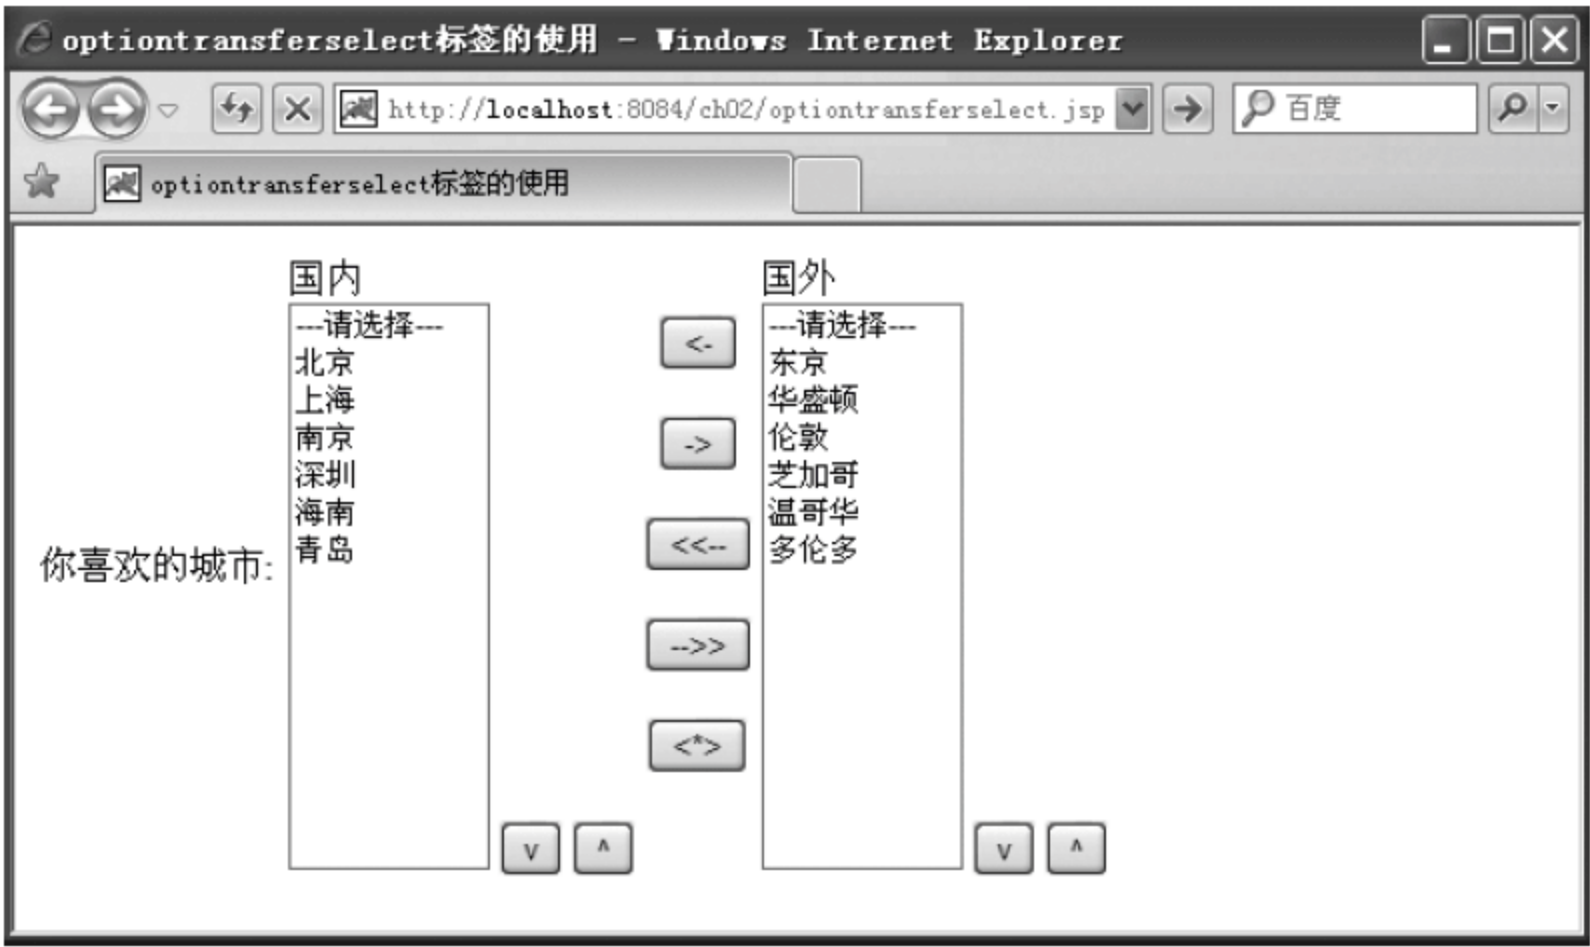 optiontransferselect标签的使用 - Windows Internet Explorer
http://localhost:8084/ch02/optiontransferselect.jsp
百度
optiontransferselect标签的使用
你喜欢的城市:
国内
---请选择---
北京
上海
南京
深圳
海南
青岛
v
^
<-
->
<<--
-->>
<*>
国外
---请选择---
东京
华盛顿
伦敦
芝加哥
温哥华
多伦多
v
^